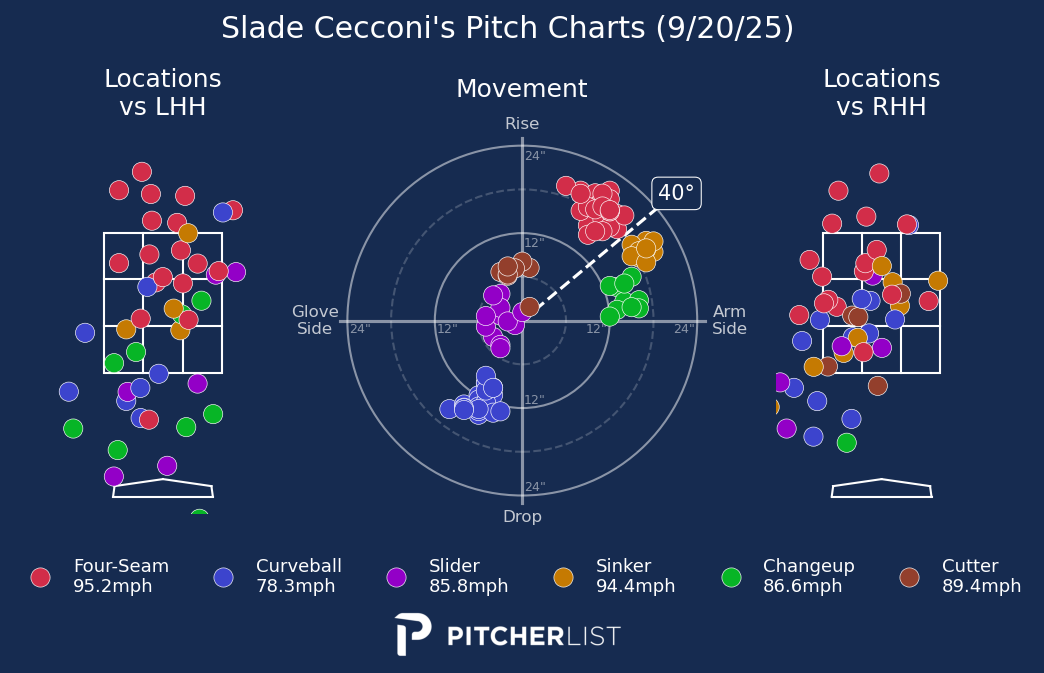 Slade Cecconi's Pitch Charts (9/20/25)
Locations
vs LHH
Movement
Locations
vs RHH
Rise
24"
40°
12"
Glove
Side
24"
12"
12"
24"
Arm
Side
12"
24"
Drop
Four-Seam
95.2mph
Curveball
78.3mph
Slider
85.8mph
Sinker
94.4mph
Changeup
86.6mph
Cutter
89.4mph
PITCHERLIST